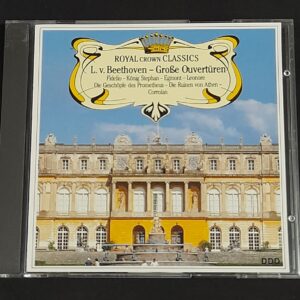 ROYAL CROWN CLASSICS
L. v. Beethoven – Große Ouvertüren
Fidelio - König Stephan - Egmont - Leonore
Die Geschöpfe des Prometheus - Die Ruinen von Athen -
Corrolan
DDD